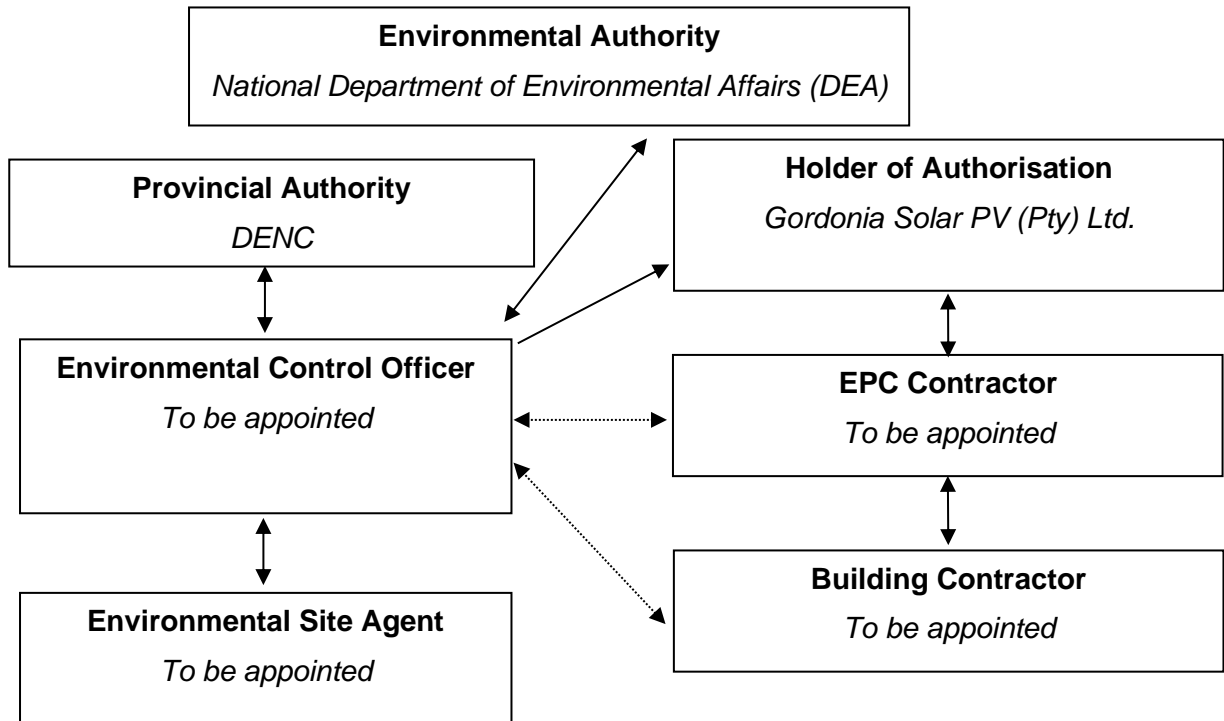 Environmental Authority
National Department of Environmental Affairs (DEA)
Provincial Authority
DENC
Holder of Authorisation
Gordonia Solar PV (Pty) Ltd.
Environmental Control Officer
To be appointed
EPC Contractor
To be appointed
Environmental Site Agent
To be appointed
Building Contractor
To be appointed